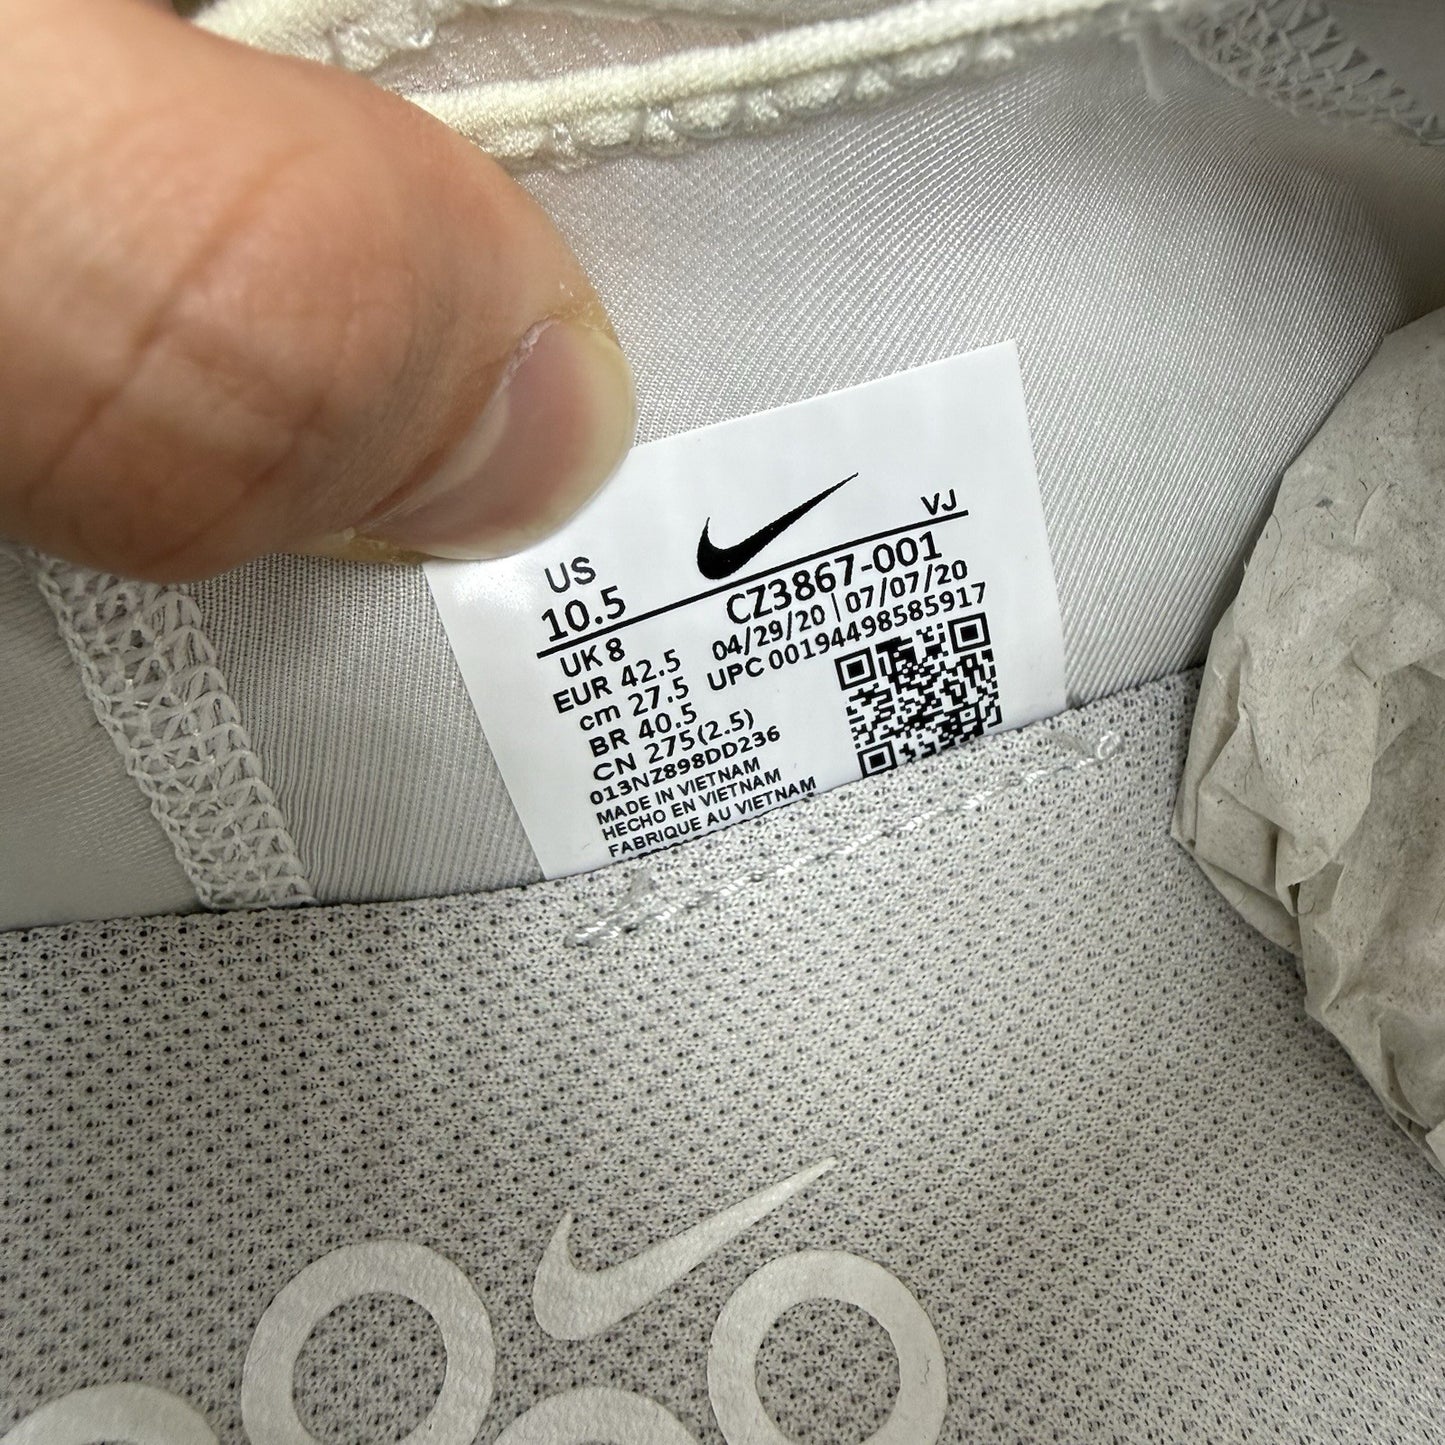 VJ
US
10.5
CZ3867-001
UK 8
04/29/20 | 07/07/20
EUR 42.5
UPC 00194498585917
cm 27.5
BR 40.5
CN 275(2.5)
013NZ898DD236
MADE IN VIETNAM
HECHO EN VIETNAM
FABRIQUE AU VIETNAM